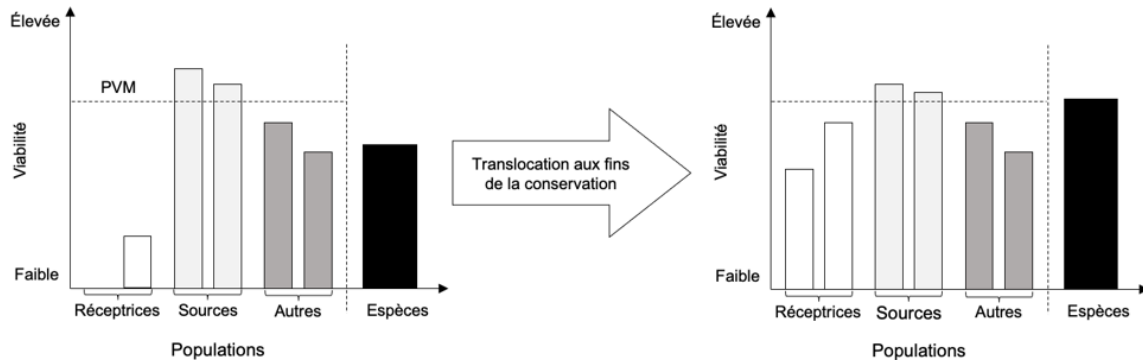 Élevée
PVM
Viabilité
Faible
Réceptrices
Sources
Autres
Espèces
Populations
Translocation aux fins
de la conservation
Élevée
Viabilité
Faible
Réceptrices
Sources
Autres
Espèces
Populations